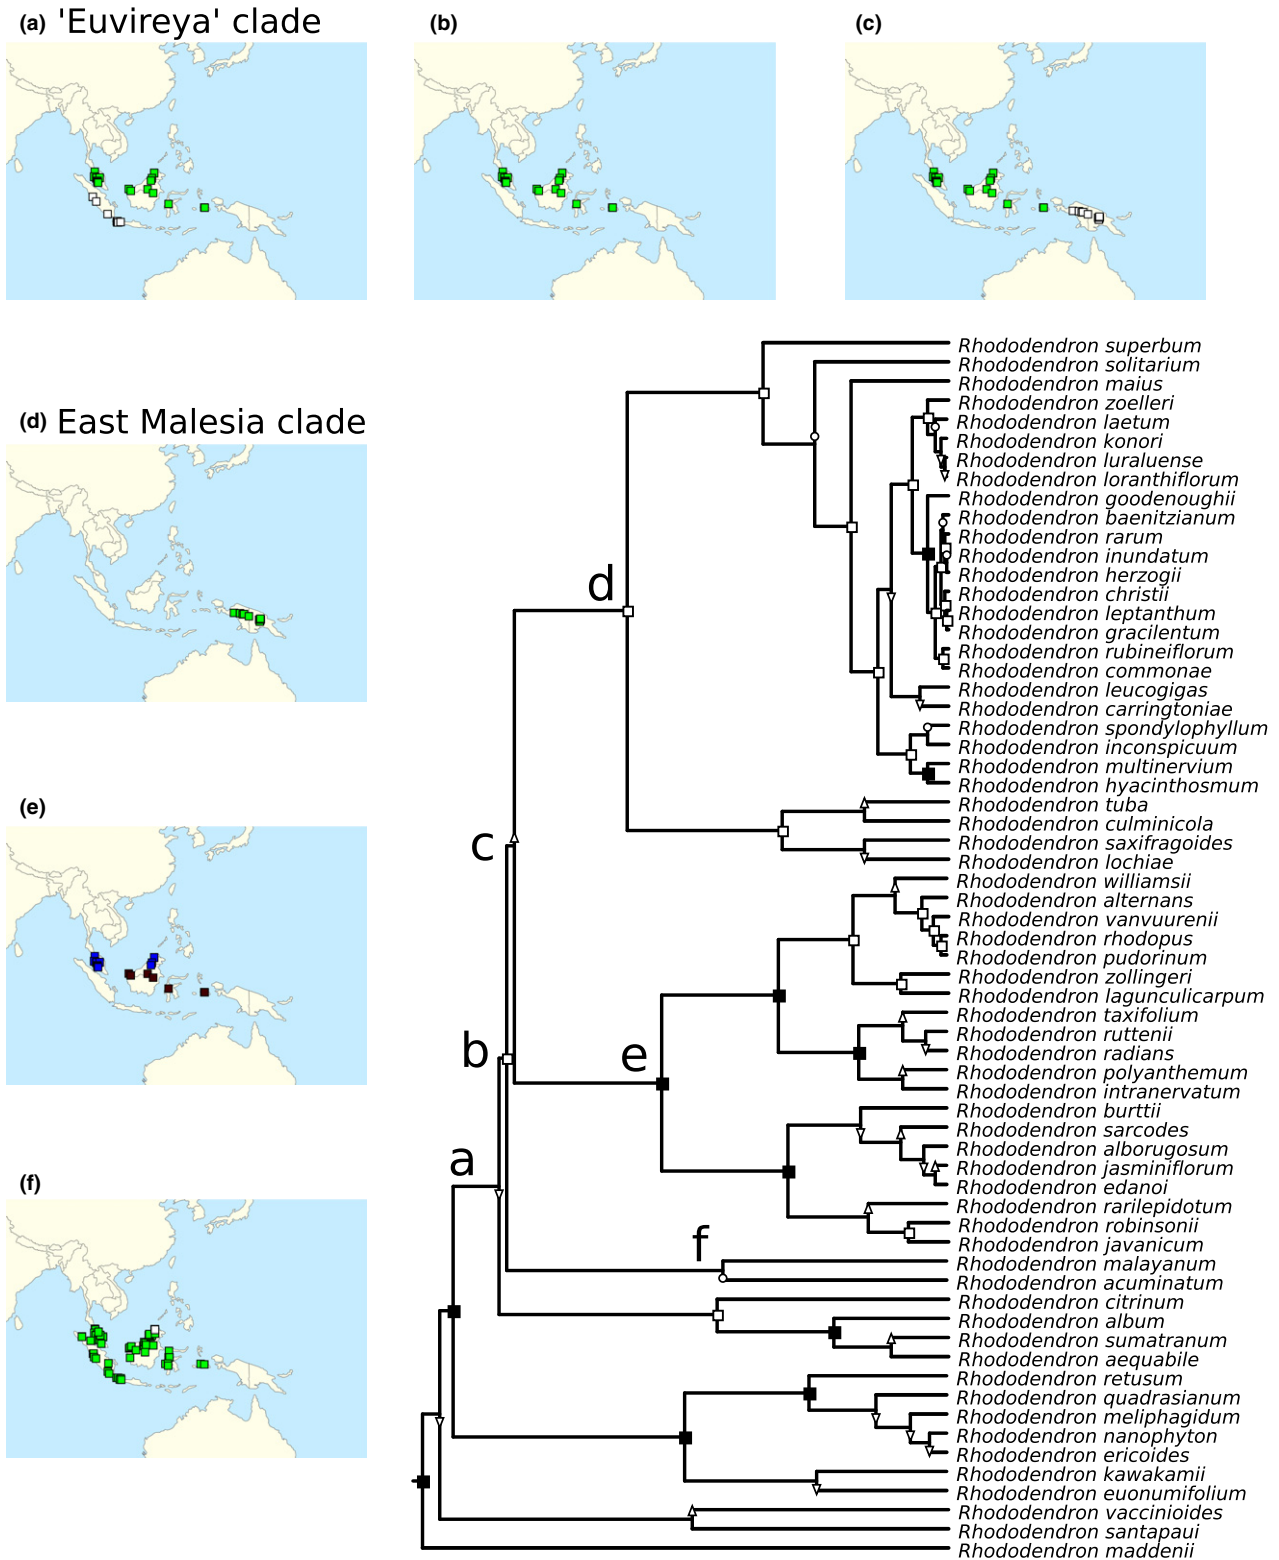 (a) 'Euvireya' clade
(b)
(c)
(d) East Malesia clade
(e)
(f)
Rhododendron superbum
Rhododendron solitarium
Rhododendron maius
Rhododendron zoelleri
Rhododendron laetum
Rhododendron konori
Rhododendron luraluense
Rhododendron loranthiflorum
Rhododendron goodenoughii
Rhododendron baenitzianum
Rhododendron rarum
Rhododendron inundatum
Rhododendron herzogii
Rhododendron christii
Rhododendron leptanthum
Rhododendron gracilentum
Rhododendron rubineiflorum
Rhododendron commonae
Rhododendron leucogigas
Rhododendron carringtoniae
Rhododendron spondylophyllum
Rhododendron inconspicuum
Rhododendron multinervium
Rhododendron hyacinthosmum
Rhododendron tuba
Rhododendron culminicola
Rhododendron saxifragoides
Rhododendron lochiae
Rhododendron williamsii
Rhododendron alternans
Rhododendron vanvuurenii
Rhododendron rhodopus
Rhododendron pudorinum
Rhododendron zollingeri
Rhododendron lagunculicarpum
Rhododendron taxifolium
Rhododendron ruttenii
Rhododendron radians
Rhododendron polyanthemum
Rhododendron intranervatum
Rhododendron burttii
Rhododendron sarcodes
Rhododendron alborugosum
Rhododendron jasminiflorum
Rhododendron edanoi
Rhododendron rarilepidotum
Rhododendron robinsonii
Rhododendron javanicum
Rhododendron malayanum
Rhododendron acuminatum
Rhododendron citrinum
Rhododendron album
Rhododendron sumatranum
Rhododendron aequabile
Rhododendron retusum
Rhododendron quadrasianum
Rhododendron meliphagidum
Rhododendron nanophyton
Rhododendron ericoides
Rhododendron kawakamii
Rhododendron euonumifolium
Rhododendron vaccinioides
Rhododendron santapaui
Rhododendron maddenii
d
c
b
e
a
f